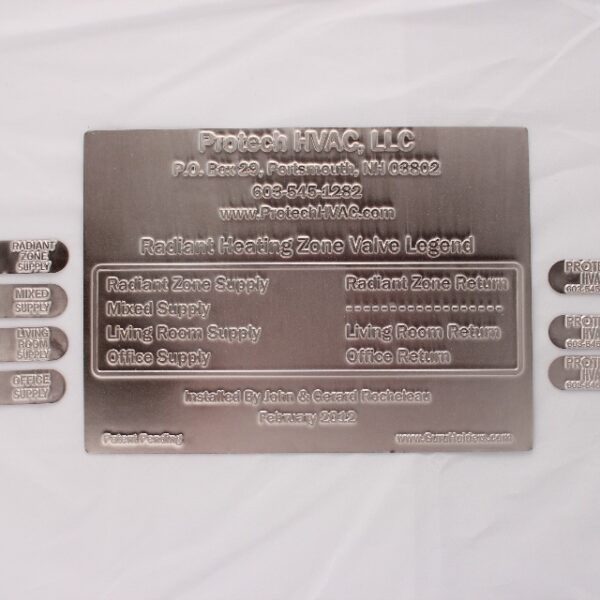 Protech HVAC, LLC
P.O. Box 29, Portsmouth, NH 03802
603-545-1282
www.ProtechHVAC.com
Radiant Heating Zone Valve Legend
Radiant Zone Supply Radiant Zone Return
Mixed Supply -----------------
Living Room Supply Living Room Return
Office Supply Office Return
Installed By John & Gerard Rocheleau
February 2012
Patent Pending www.GuruHolders.com
RADIANT
ZONE
SUPPLY
MIXED
SUPPLY
LIVING
ROOM
SUPPLY
OFFICE
SUPPLY